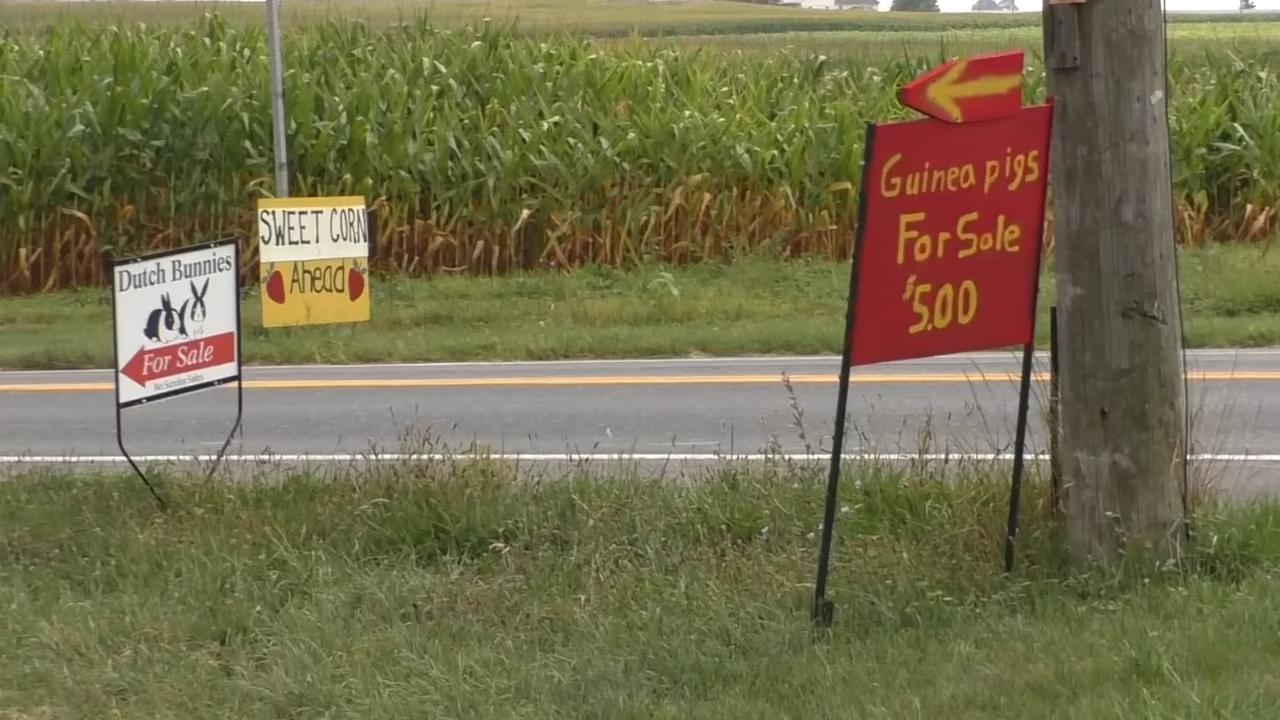 Dutch Bunnies
For Sale
No Sunday Sales
SWEET CORN
Ahead
Guinea pigs
For Sale
$5.00